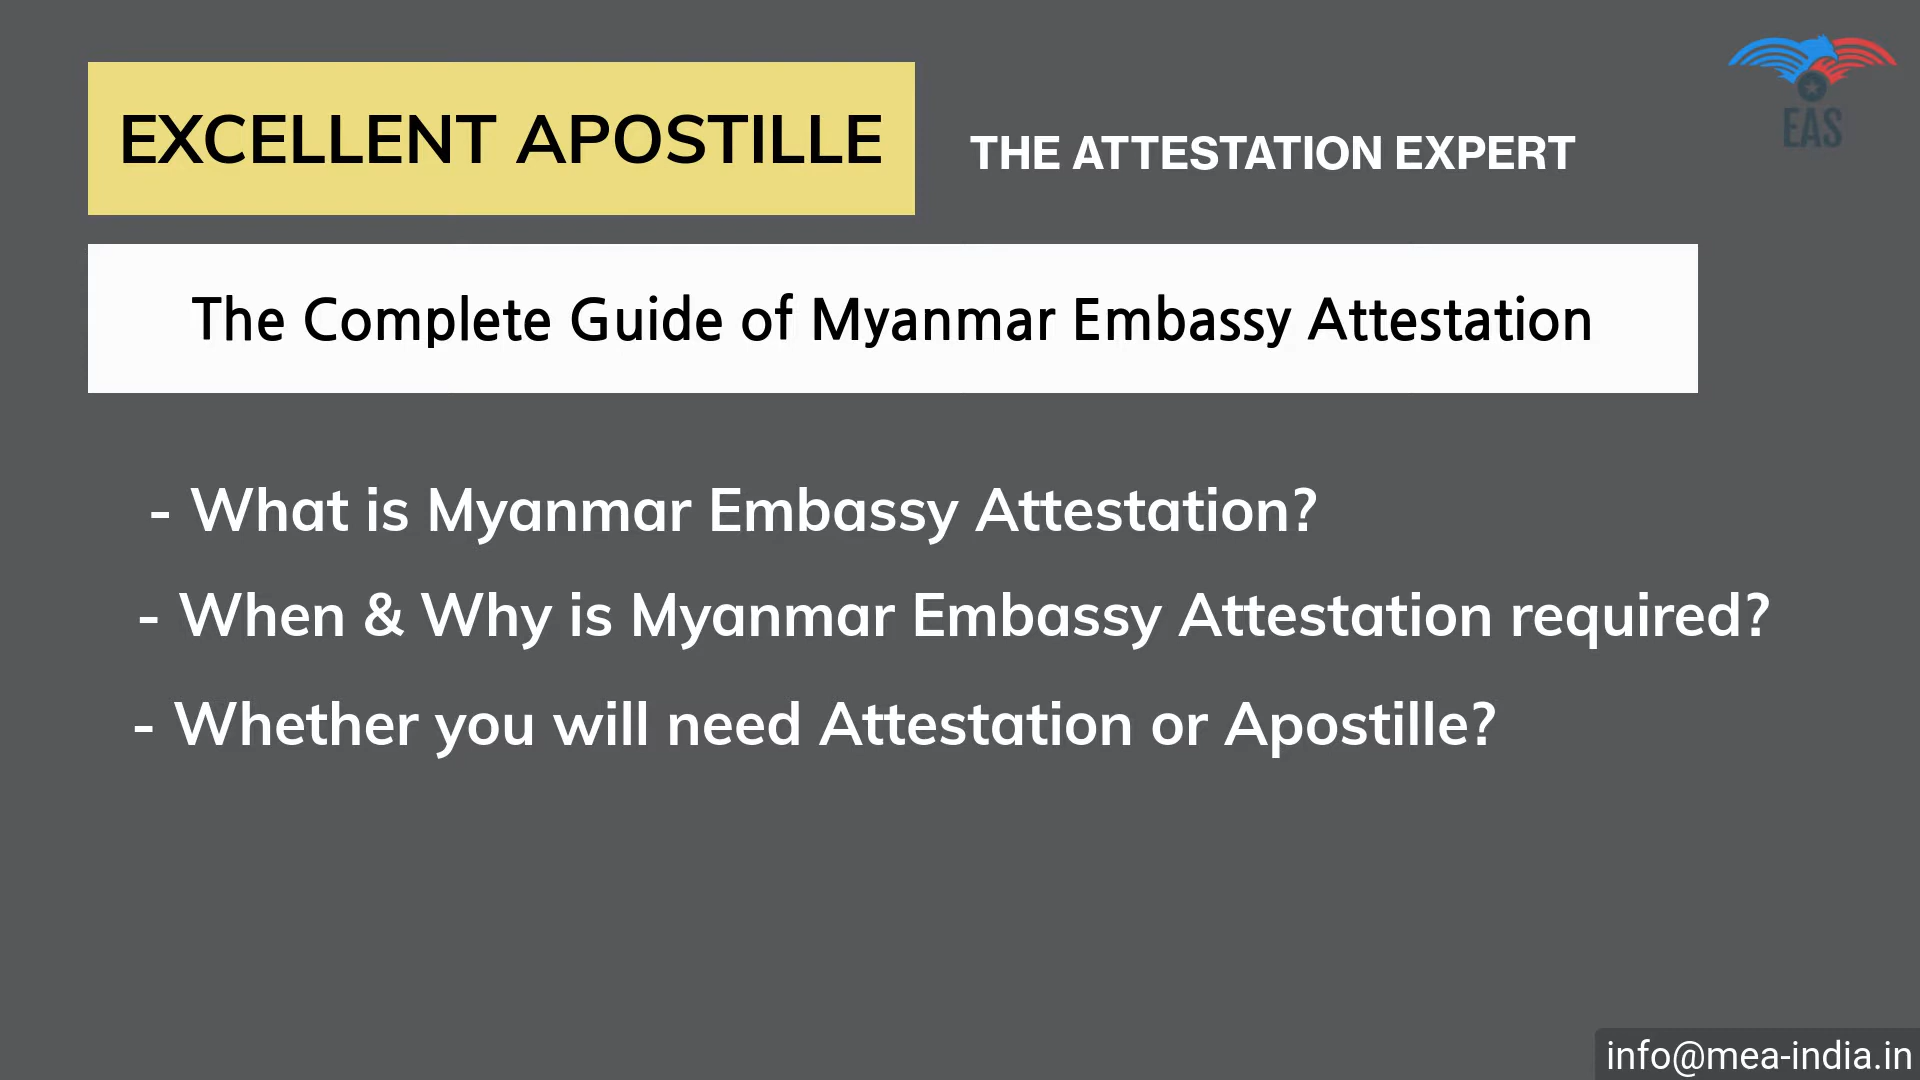 EXCELLENT APOSTILLE
THE ATTESTATION EXPERT
EAS
The Complete Guide of Myanmar Embassy Attestation
- What is Myanmar Embassy Attestation?
- When & Why is Myanmar Embassy Attestation required?
- Whether you will need Attestation or Apostille?
info@mea-india.in